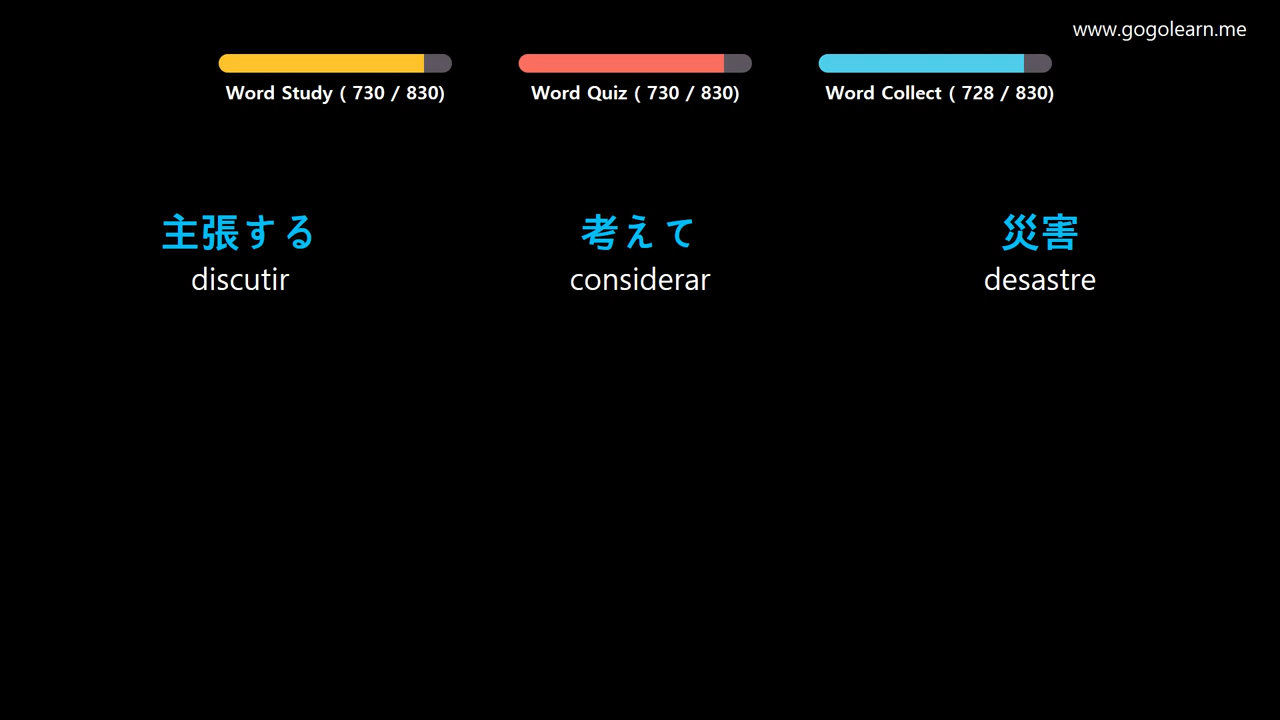 www.gogolearn.me
Word Study ( 730 / 830)
Word Quiz ( 730 / 830)
Word Collect ( 728 / 830)
主張する
discutir
考えて
considerar
災害
desastre